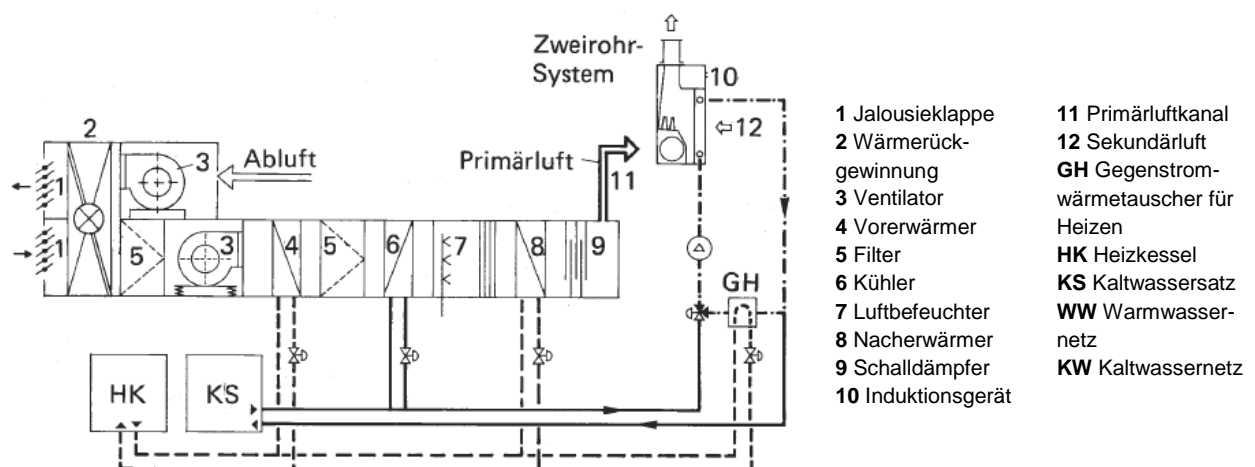 Zweirohr-
System
10
12
2
3
Abluft
Primärluft
11
1
1
5
3
4
5
6
7
8
9
GH
HK
KS
1 Jalousieklappe
2 Wärmerück-
gewinnung
3 Ventilator
4 Vorerwärmer
5 Filter
6 Kühler
7 Luftbefeuchter
8 Nacherwärmer
9 Schalldämpfer
10 Induktionsgerät
11 Primärluftkanal
12 Sekundärluft
GH Gegenstrom-
wärmetauscher für
Heizen
HK Heizkessel
KS Kaltwassersatz
WW Warmwasser-
netz
KW Kaltwassernetz